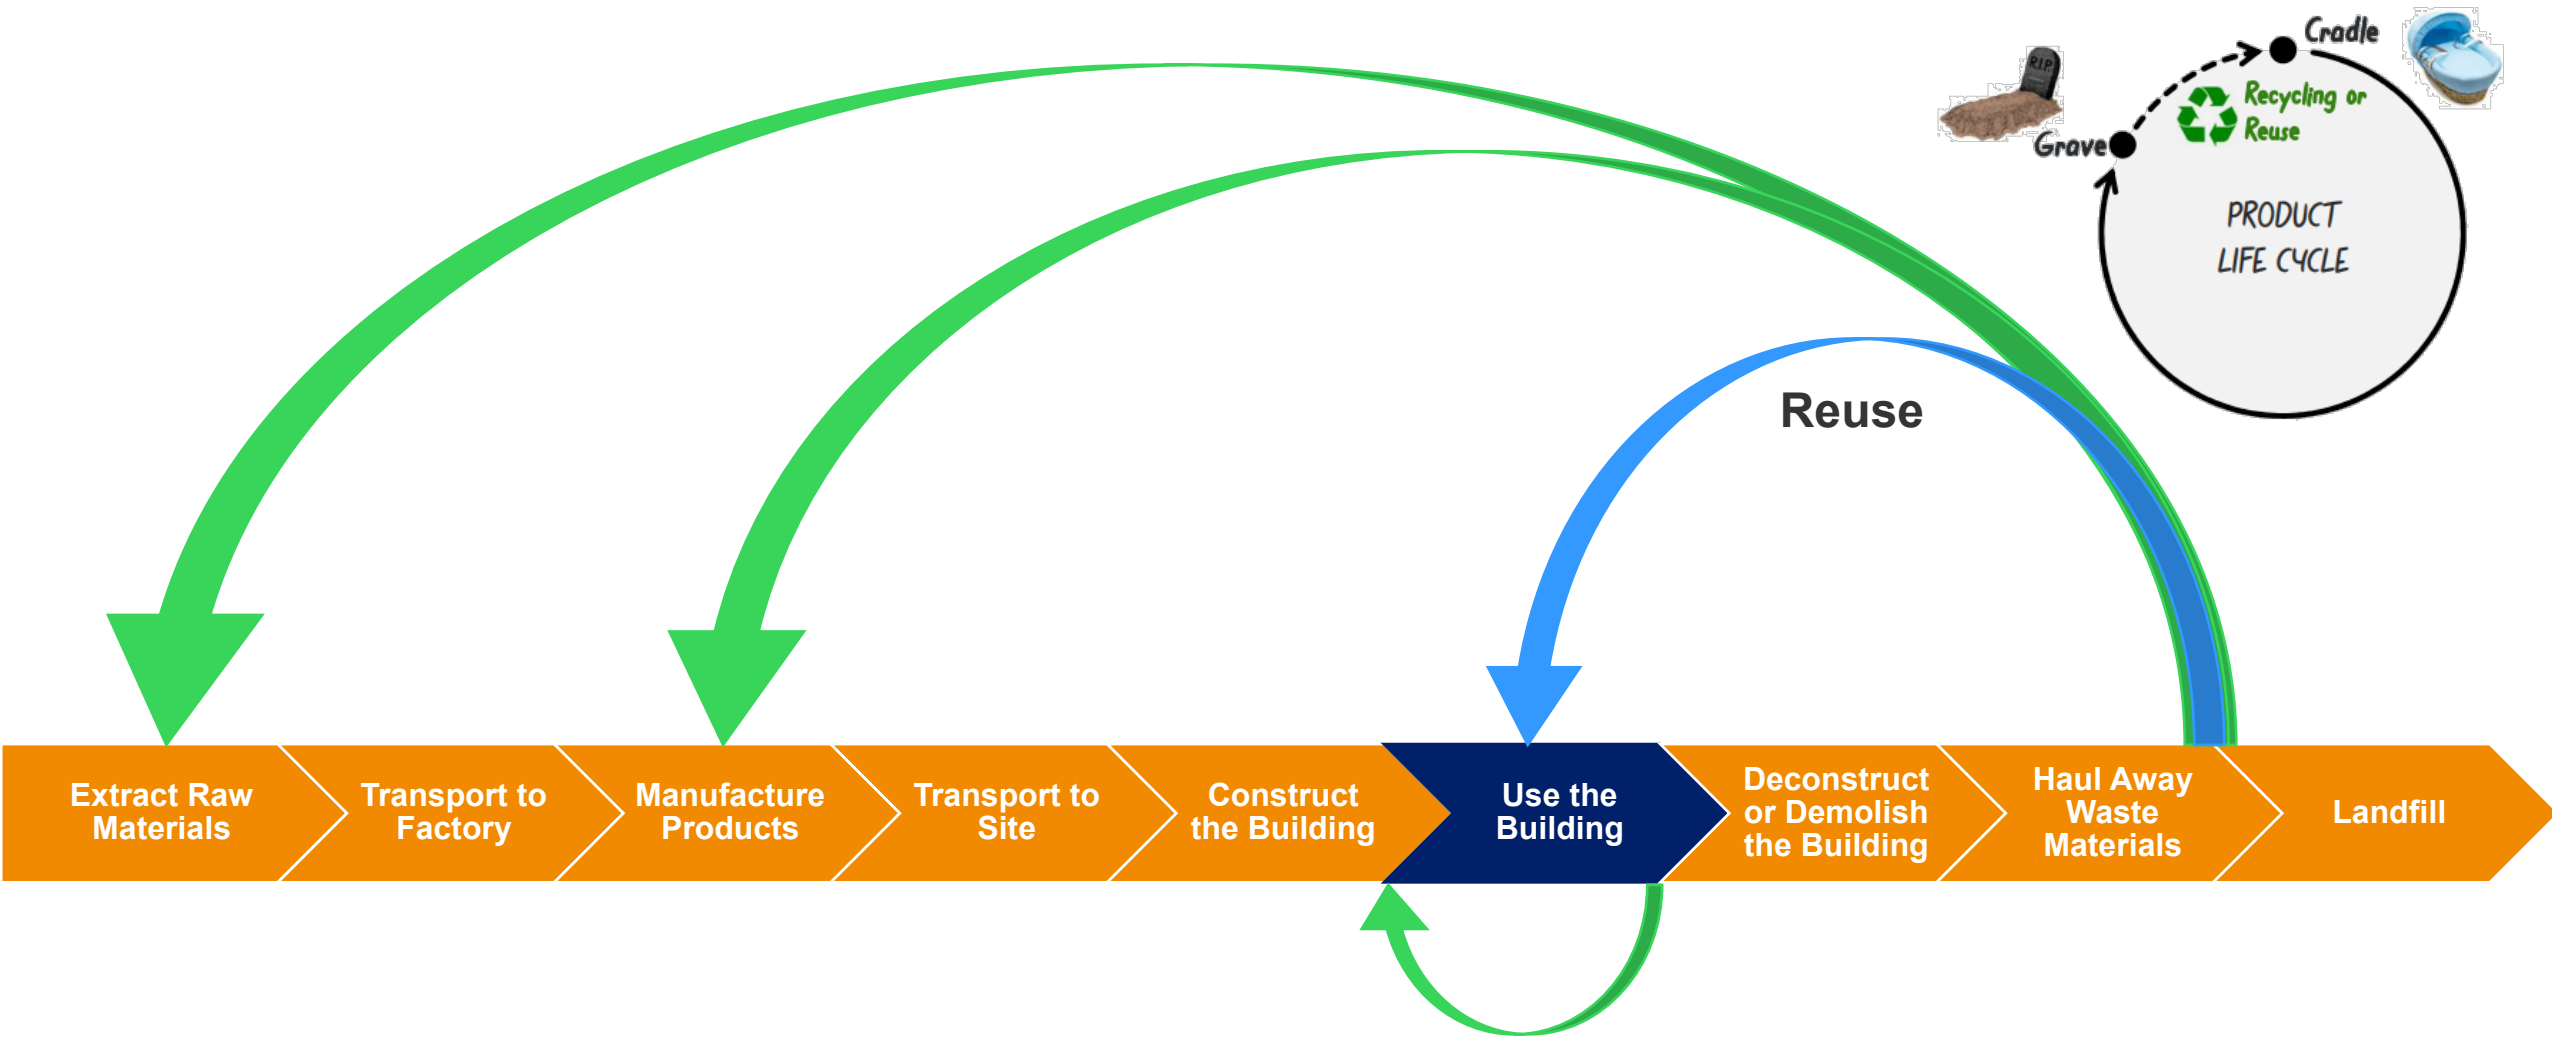 Cradle
R.I.P.
Grave
Recycling or
Reuse
PRODUCT
LIFE CYCLE
Reuse
Extract Raw
Materials
Transport to
Factory
Manufacture
Products
Transport to
Site
Construct
the Building
Use the
Building
Deconstruct
or Demolish
the Building
Haul Away
Waste
Materials
Landfill